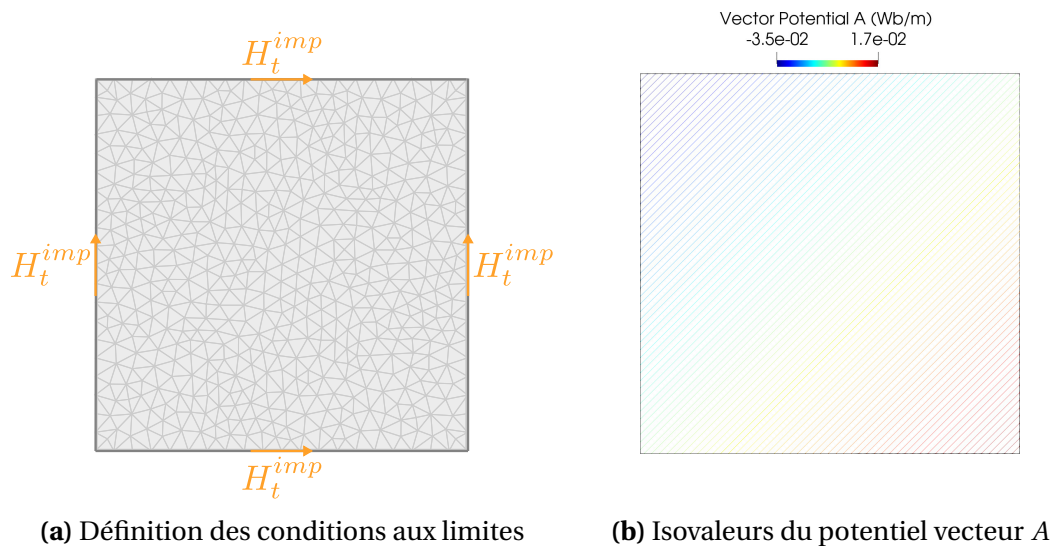 Vector Potential A (Wb/m)
-3.5e-02 1.7e-02
H_t^{imp}
H_t^{imp}
H_t^{imp}
H_t^{imp}
(a) Définition des conditions aux limites
(b) Isovaleurs du potentiel vecteur A